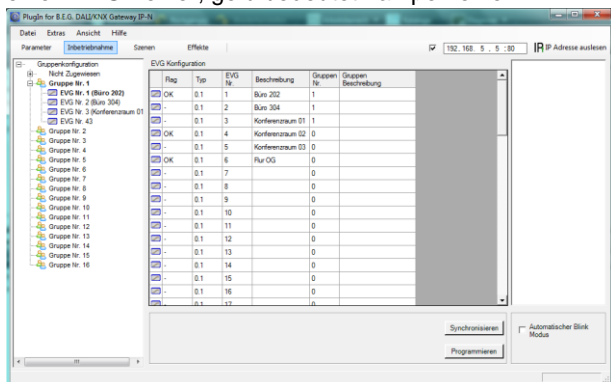 PlugIn for B.E.G. DALI/KNX Gateway IP-N
Datei Extras Ansicht Hilfe
Parameter Inbetriebnahme Szenen Effekte 192. 168. 5 . 5 :80 IP Adresse auslesen
Gruppenkonfiguration
Nicht Zugewiesen
Gruppe Nr. 1
EVG Nr. 1 (Büro 202)
EVG Nr. 2 (Büro 304)
EVG Nr. 3 (Konferenzraum 01
EVG Nr. 43
Gruppe Nr. 2
Gruppe Nr. 3
Gruppe Nr. 4
Gruppe Nr. 5
Gruppe Nr. 6
Gruppe Nr. 7
Gruppe Nr. 8
Gruppe Nr. 9
Gruppe Nr. 10
Gruppe Nr. 11
Gruppe Nr. 12
Gruppe Nr. 13
Gruppe Nr. 14
Gruppe Nr. 15
Gruppe Nr. 16
EVG Konfiguration
Flag Typ EVG Nr. Beschreibung Gruppen Nr. Gruppen Beschreibung
OK 0.1 1 Büro 202 1
- 0.1 2 Büro 304 1
- 0.1 3 Konferenzraum 01 1
OK 0.1 4 Konferenzraum 02 0
- 0.1 5 Konferenzraum 03 0
OK 0.1 6 Flur OG 0
- 0.1 7 0
- 0.1 8 0
- 0.1 9 0
- 0.1 10 0
- 0.1 11 0
- 0.1 12 0
- 0.1 13 0
- 0.1 14 0
- 0.1 15 0
- 0.1 16 0
- 0.1 17 0
Synchronisieren
Programmieren
Automatischer Blink
Modus